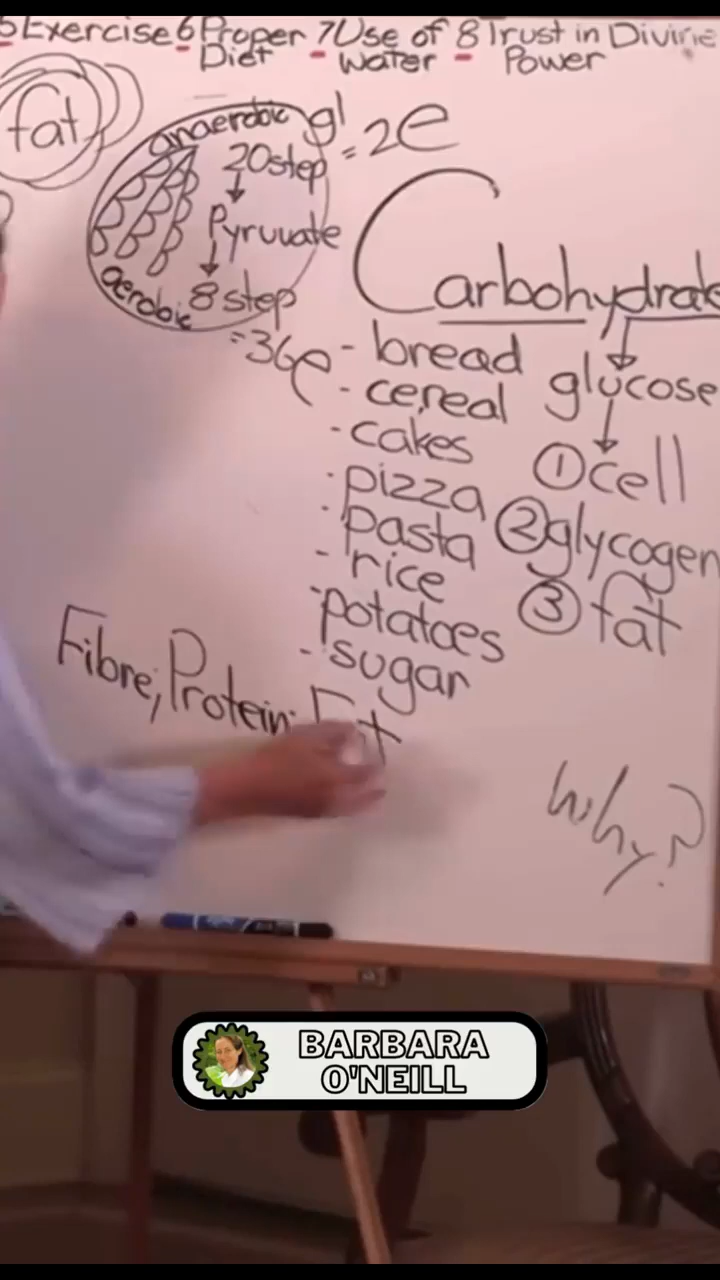 5 Exercise 6 Proper 7 Use of 8 Trust in Divine
Diet - water - Power
fat
anaerobic gl
20step = 2e
Pyruvate
aerobic 8 step
=36e
Carbohydrate
- bread
- cereal
- cakes
- pizza
- pasta
- rice
- potatoes
- sugar
glucose
① cell
② glycogen
③ fat
Fibre; Protein;
Why?
BARBARA
O'NEILL